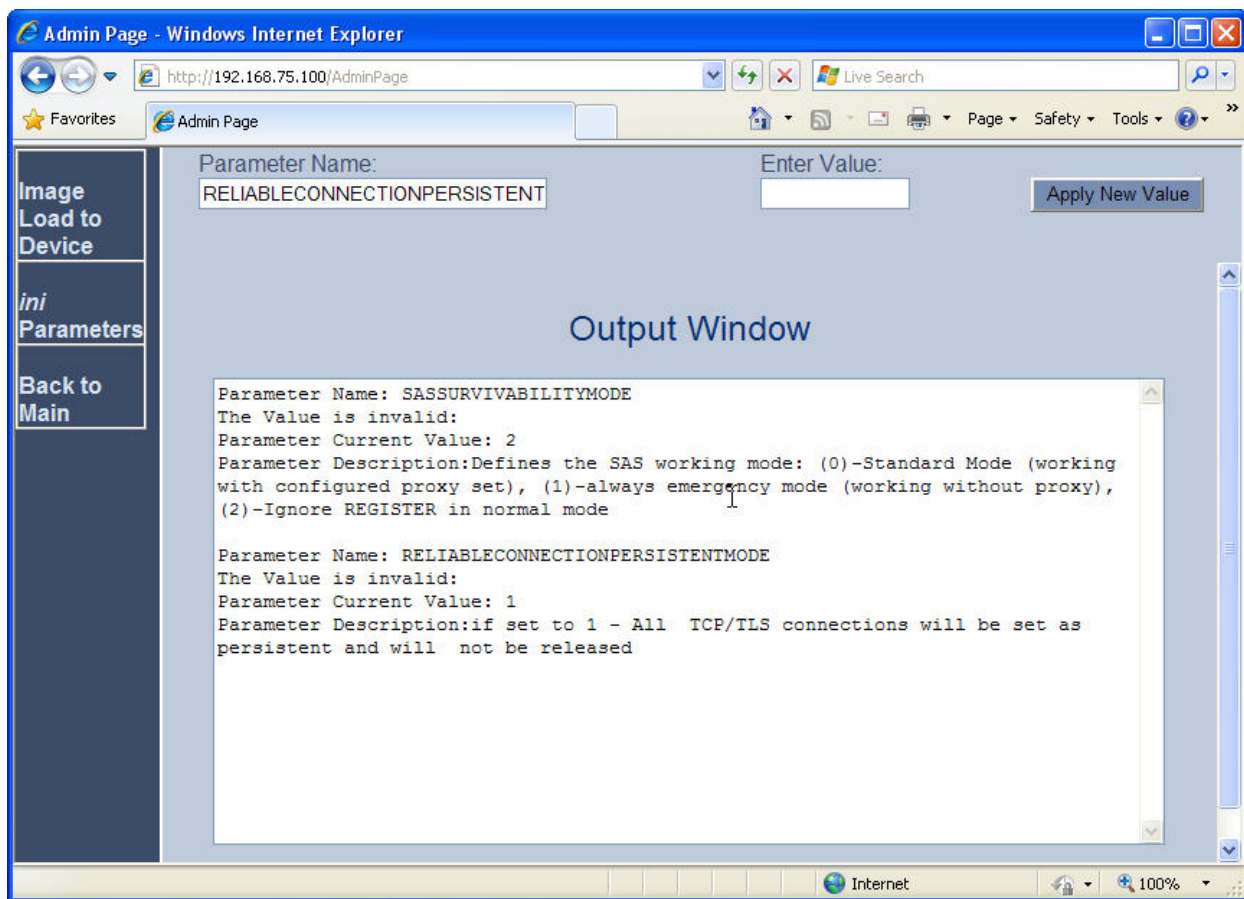 Admin Page - Windows Internet Explorer
http://192.168.75.100/AdminPage
Live Search
Favorites
Admin Page
Page
Safety
Tools
Image
Load to
Device
ini
Parameters
Back to
Main
Parameter Name:
Enter Value:
RELIABLECONNECTIONPERSISTENT
Apply New Value
Output Window
Parameter Name: SASSURVIVABILITYMODE
The Value is invalid:
Parameter Current Value: 2
Parameter Description:Defines the SAS working mode: (0)-Standard Mode (working
with configured proxy set), (1)-always emergency mode (working without proxy),
(2)-Ignore REGISTER in normal mode
Parameter Name: RELIABLECONNECTIONPERSISTENTMODE
The Value is invalid:
Parameter Current Value: 1
Parameter Description:if set to 1 - All  TCP/TLS connections will be set as
persistent and will  not be released
Internet
100%